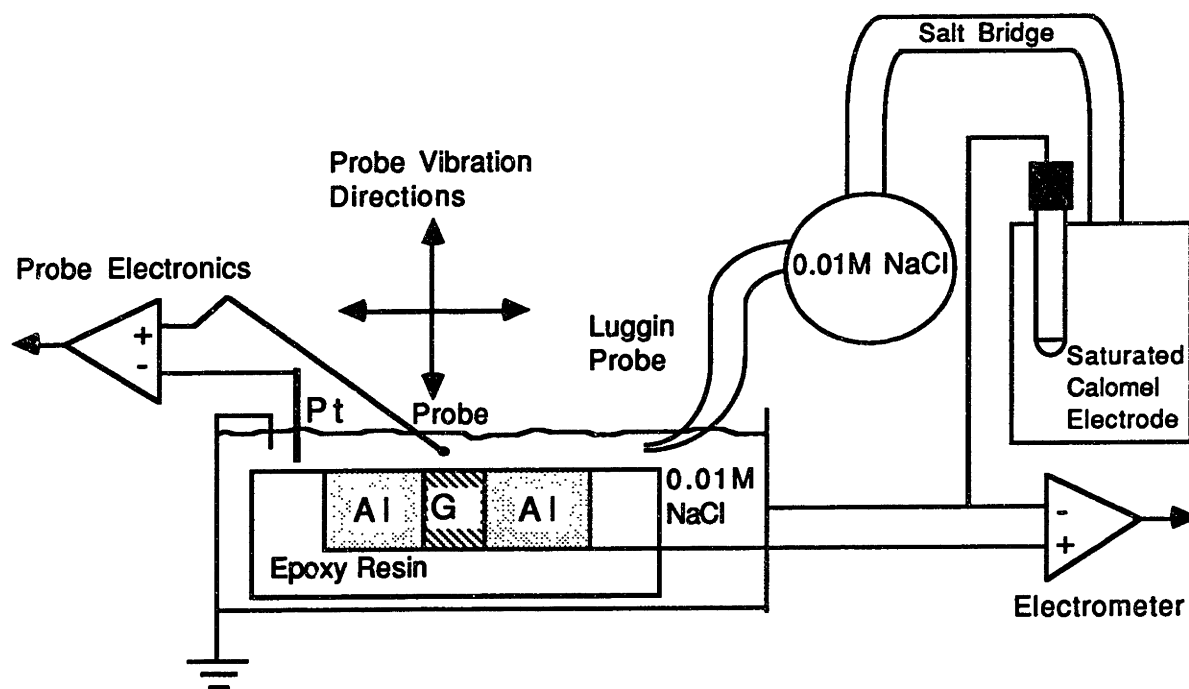 Salt Bridge
Probe Vibration
Directions
Probe Electronics
+
-
Pt
Probe
Luggin
Probe
0.01M NaCl
Saturated
Calomel
Electrode
Al
G
Al
0.01M
NaCl
Epoxy Resin
-
+
Electrometer